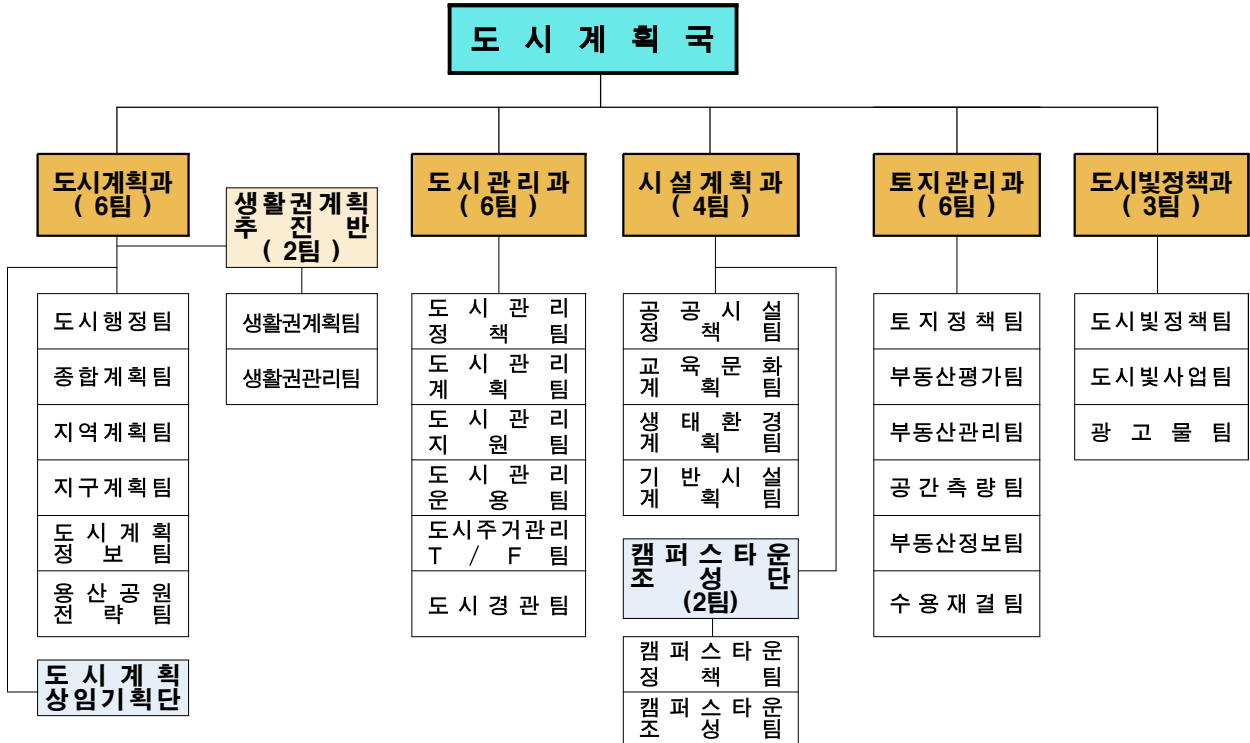 도 시 계 획 국
도시계획과
( 6팀 )
생활권계획
추 진 반
( 2팀 )
도시관리과
( 6팀 )
시설계획과
( 4팀 )
토지관리과
( 6팀 )
도시빛정책과
( 3팀 )
도시행정팀
종합계획팀
지역계획팀
지구계획팀
도시계획
정보팀
용산공원
전략팀
도시계획
상임기획단
생활권계획팀
생활권관리팀
도시관리
정책팀
도시관리
계획팀
도시관리
지원팀
도시관리
운용팀
도시주거관리
T / F 팀
도시경관팀
공공시설
정책팀
교육문화
계획팀
생태환경
계획팀
기반시설
계획팀
캠퍼스타운
조성단
(2팀)
캠퍼스타운
정책팀
캠퍼스타운
조성팀
토지정책팀
부동산평가팀
부동산관리팀
공간측량팀
부동산정보팀
수용재결팀
도시빛정책팀
도시빛사업팀
광고물팀